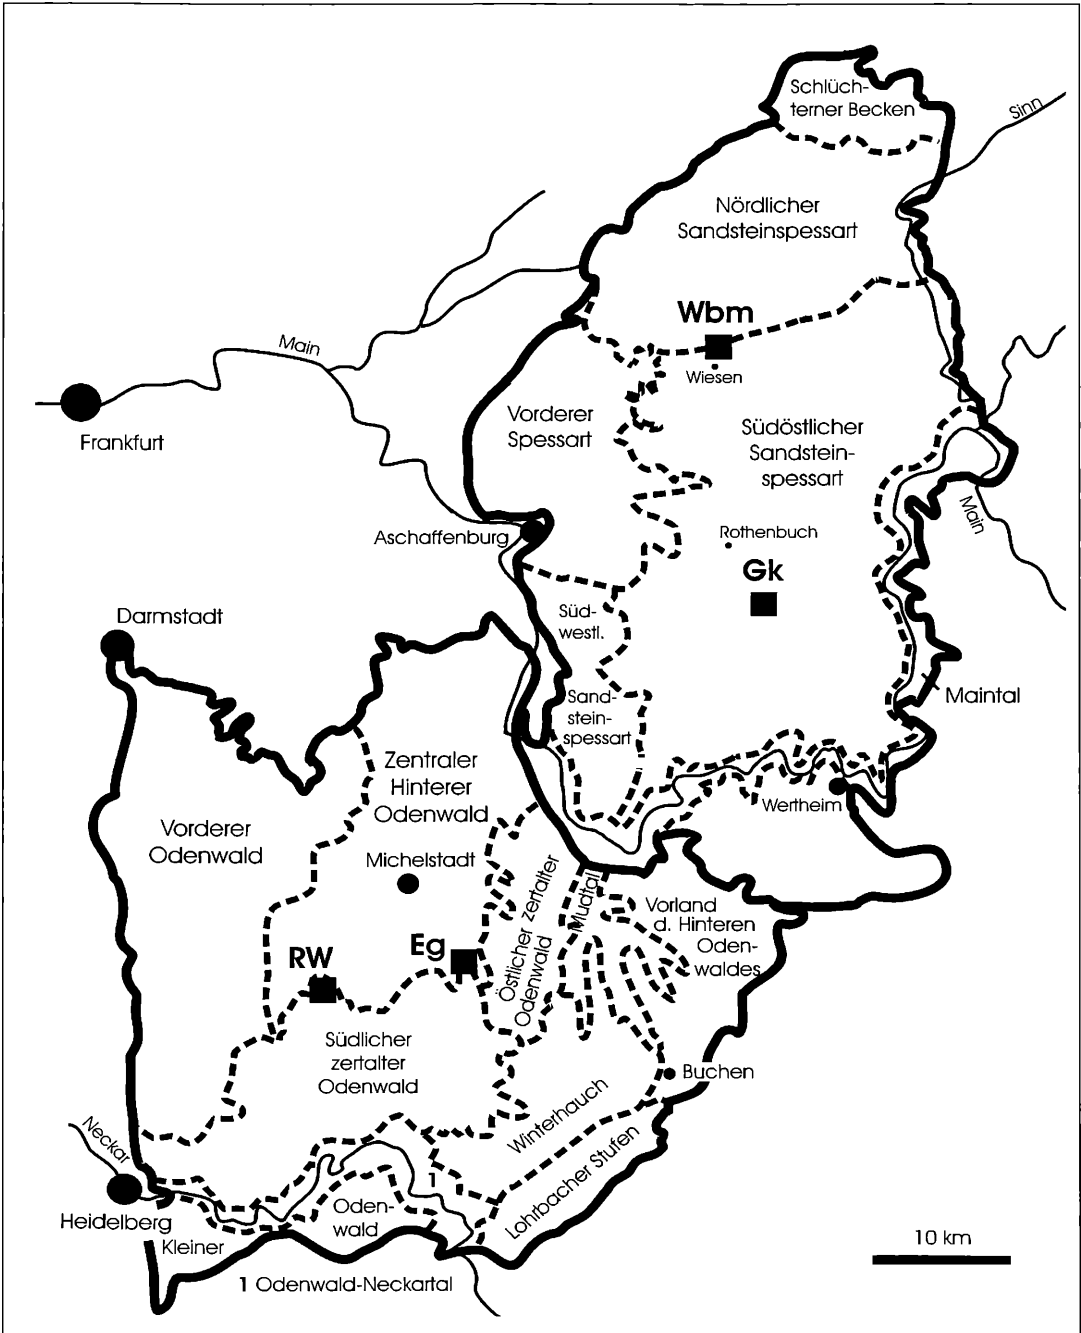 Schlüch-
terner Becken
Sinn
Nördlicher
Sandsteinspessart
Wbm
Wiesen
Main
Frankfurt
Vorderer
Spessart
Südöstlicher
Sandstein-
spessart
Main
Aschaffenburg
Rothenbuch
Gk
Süd-
westl.
Sand-
stein-
spessart
Darmstadt
Maintal
Zentraler
Hinterer
Odenwald
Wertheim
Vorderer
Odenwald
Michelstadt
Östlicher zertalter
Odenwald
Mudtal
Vorland
d. Hinteren
Oden-
waldes
RW
Eg
Südlicher
zertalter
Odenwald
Buchen
Winterhauch
Lohrbacher Stufen
Neckar
Heidelberg
Kleiner
Oden-
wald
1
1 Odenwald-Neckartal
10 km